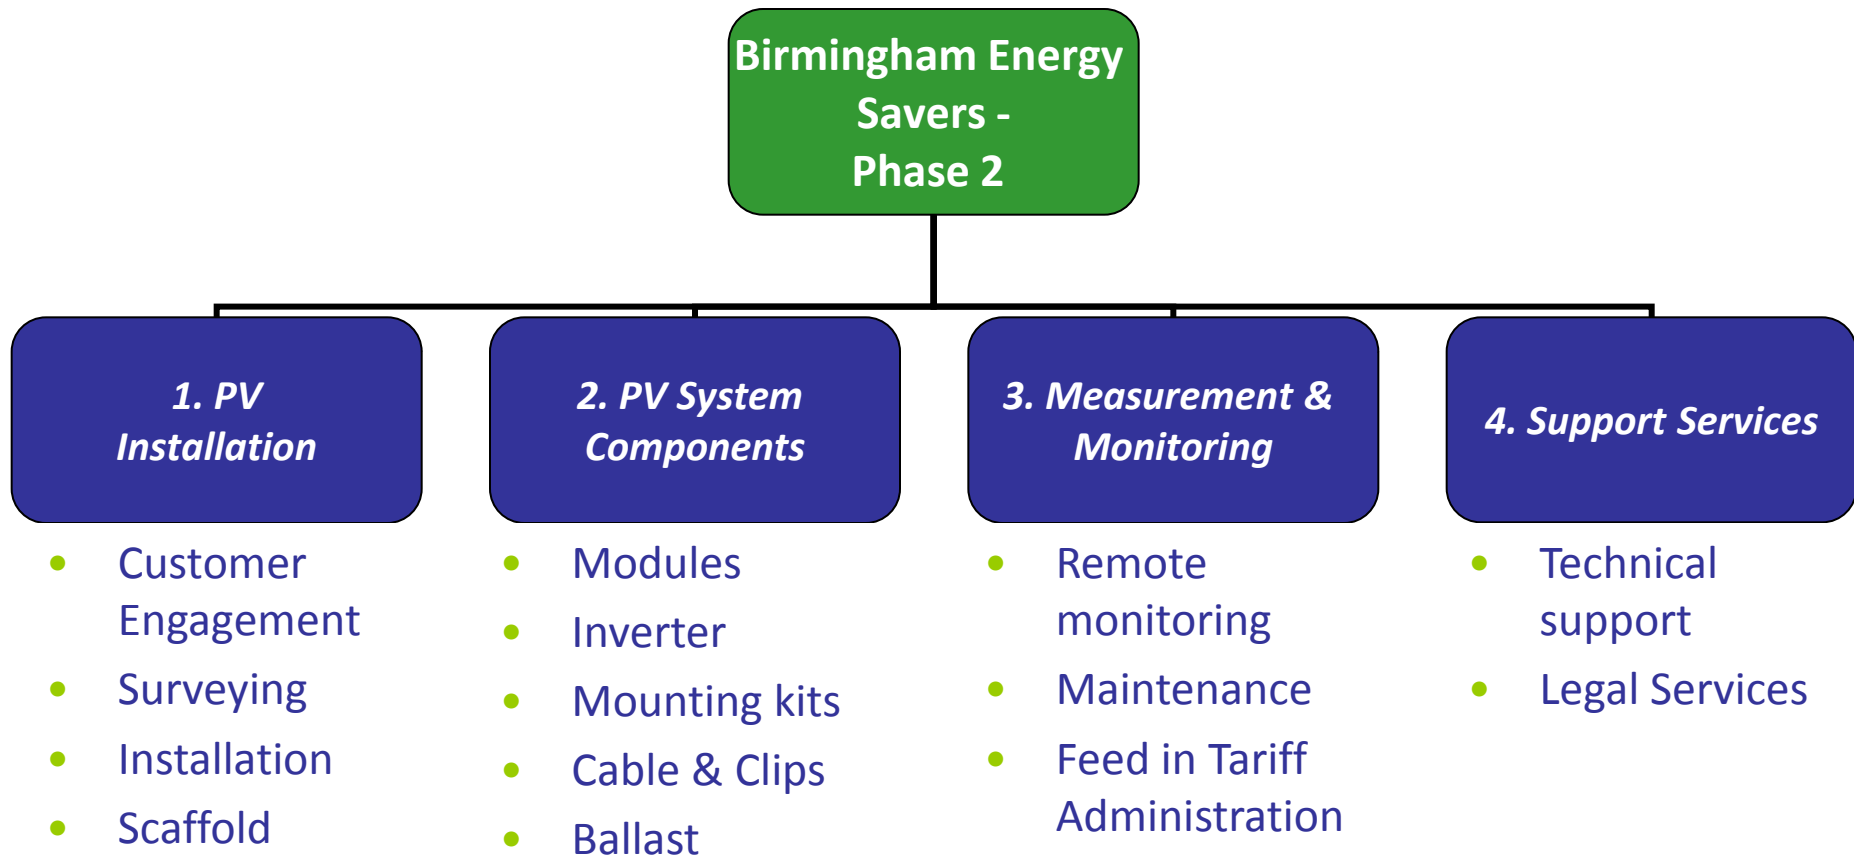 Birmingham Energy
Savers -
Phase 2
1. PV
Installation
2. PV System
Components
3. Measurement &
Monitoring
4. Support Services
• Customer
Engagement
• Surveying
• Installation
• Scaffold
• Modules
• Inverter
• Mounting kits
• Cable & Clips
• Ballast
• Remote
monitoring
• Maintenance
• Feed in Tariff
Administration
• Technical
support
• Legal Services